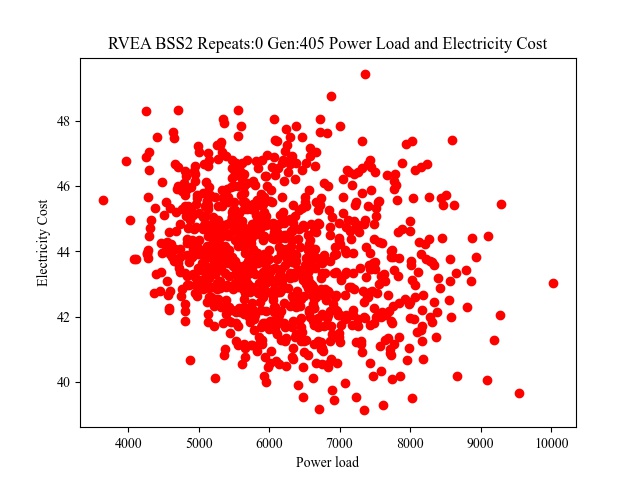 RVEA BSS2 Repeats:0 Gen:405 Power Load and Electricity Cost
48
46
44
42
40
Electricity Cost
4000 5000 6000 7000 8000 9000 10000
Power load